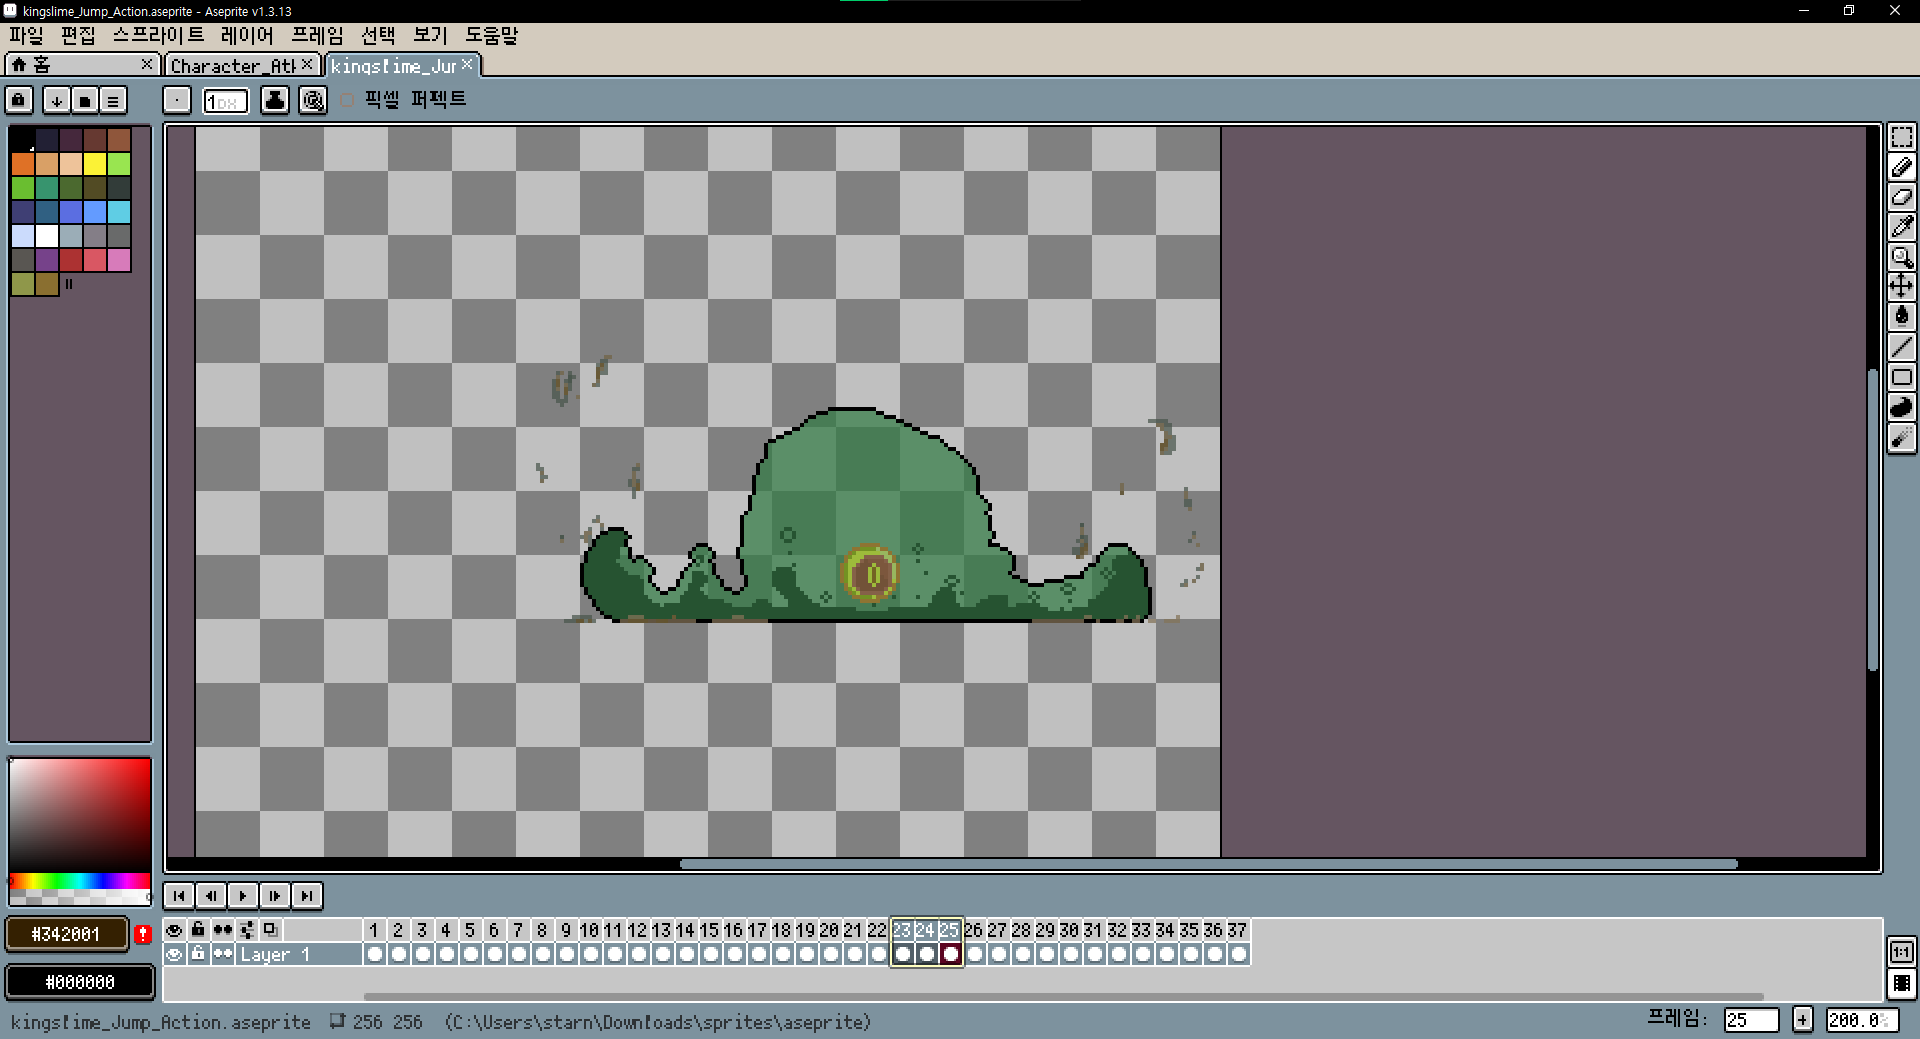 kingslime_Jump_Action.aseprite - Aseprite v1.3.13
파일 편집 스프라이트 레이어 프레임 선택 보기 도움말
홈 Character_Atl kingslime_Jur
1px 픽셀 퍼펙트
0
#342001
1 2 3 4 5 6 7 8 9 10 11 12 13 14 15 16 17 18 19 20 21 22 23 24 25 26 27 28 29 30 31 32 33 34 35 36 37
Layer 1
1:1
#000000
kingslime_Jump_Action.aseprite 256 256 (C:\Users\starn\Downloads\sprites\aseprite) 프레임: 25 + 200.0%